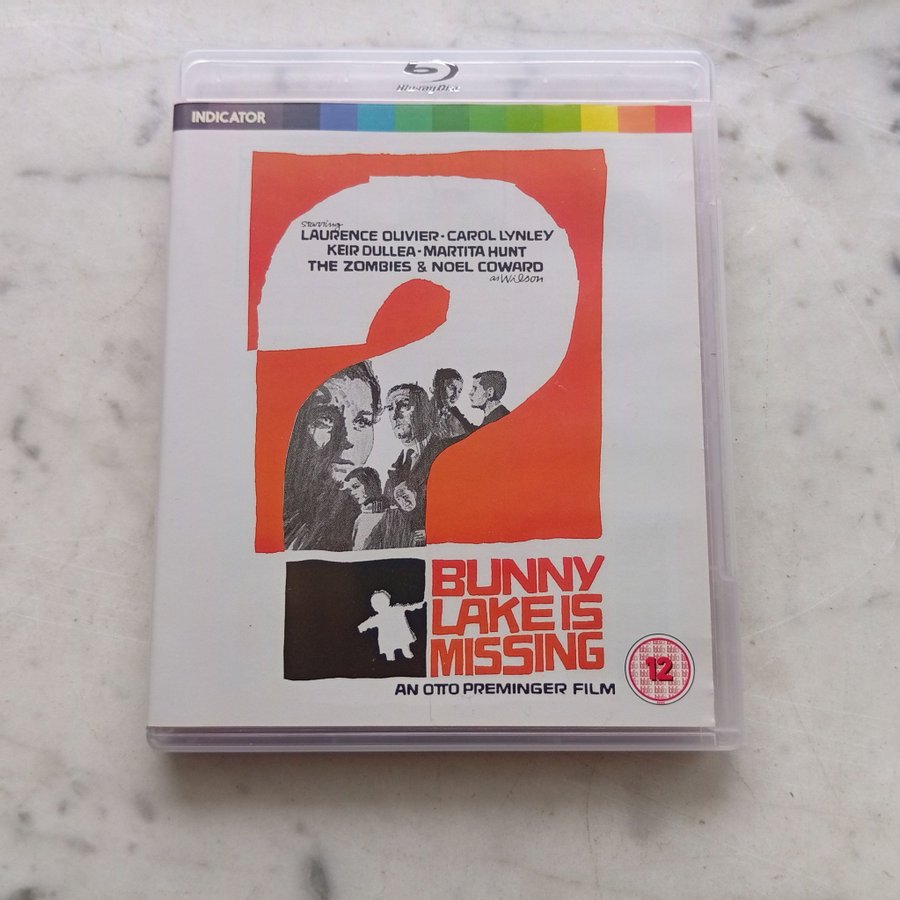 Blu-ray Disc
INDICATOR
starring
LAURENCE OLIVIER · CAROL LYNLEY
KEIR DULLEA · MARTITA HUNT
THE ZOMBIES & NOEL COWARD
as Wilson
BUNNY
LAKE IS
MISSING
12
AN OTTO PREMINGER FILM